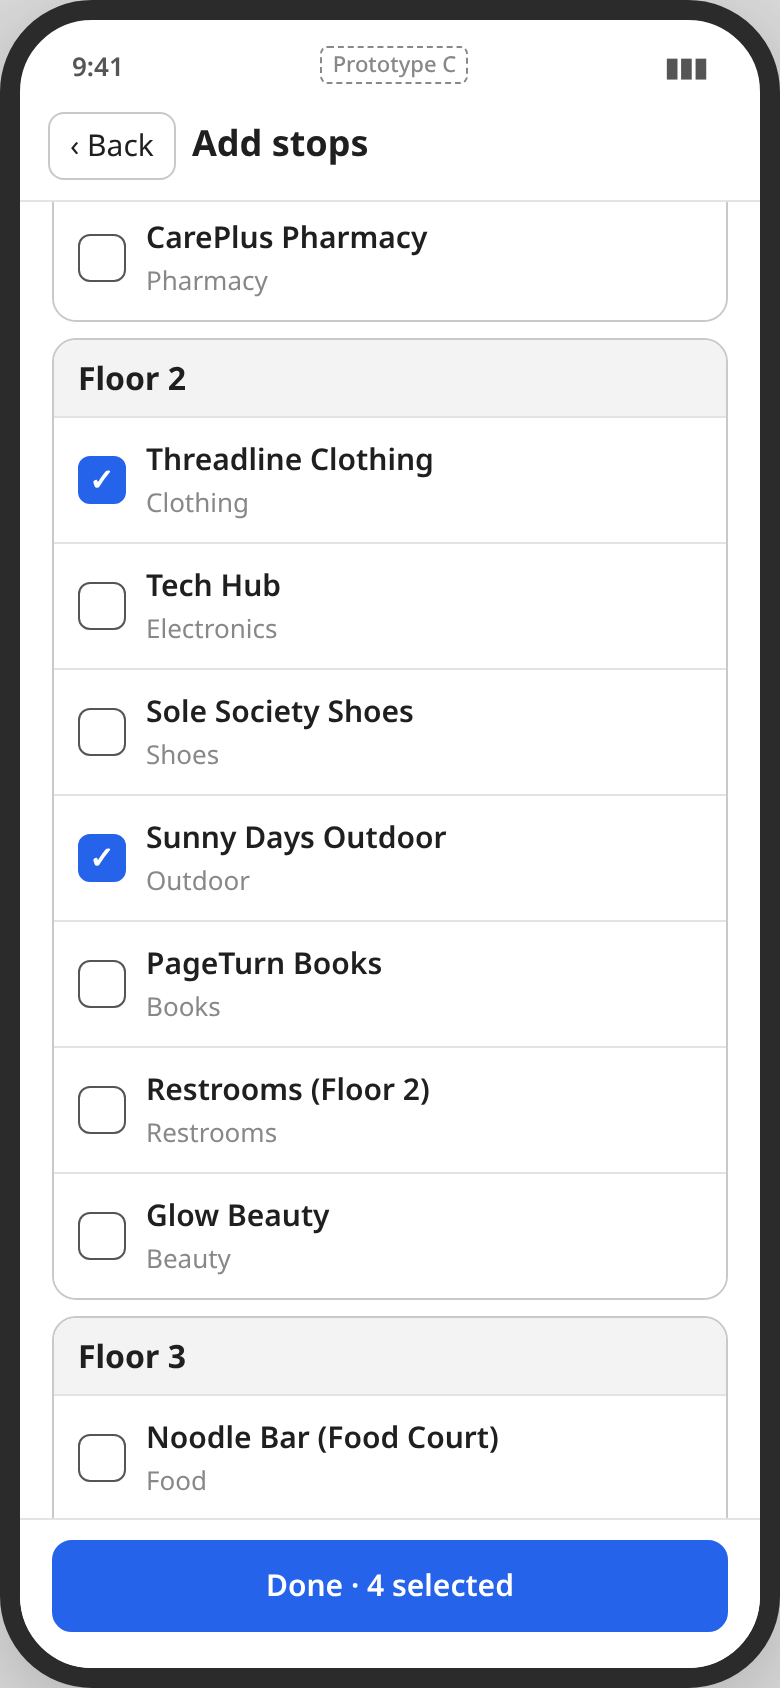 9:41
Prototype C
‹ Back
Add stops
CarePlus Pharmacy
Pharmacy
Floor 2
✓
Threadline Clothing
Clothing
Tech Hub
Electronics
Sole Society Shoes
Shoes
✓
Sunny Days Outdoor
Outdoor
PageTurn Books
Books
Restrooms (Floor 2)
Restrooms
Glow Beauty
Beauty
Floor 3
Noodle Bar (Food Court)
Food
Done · 4 selected